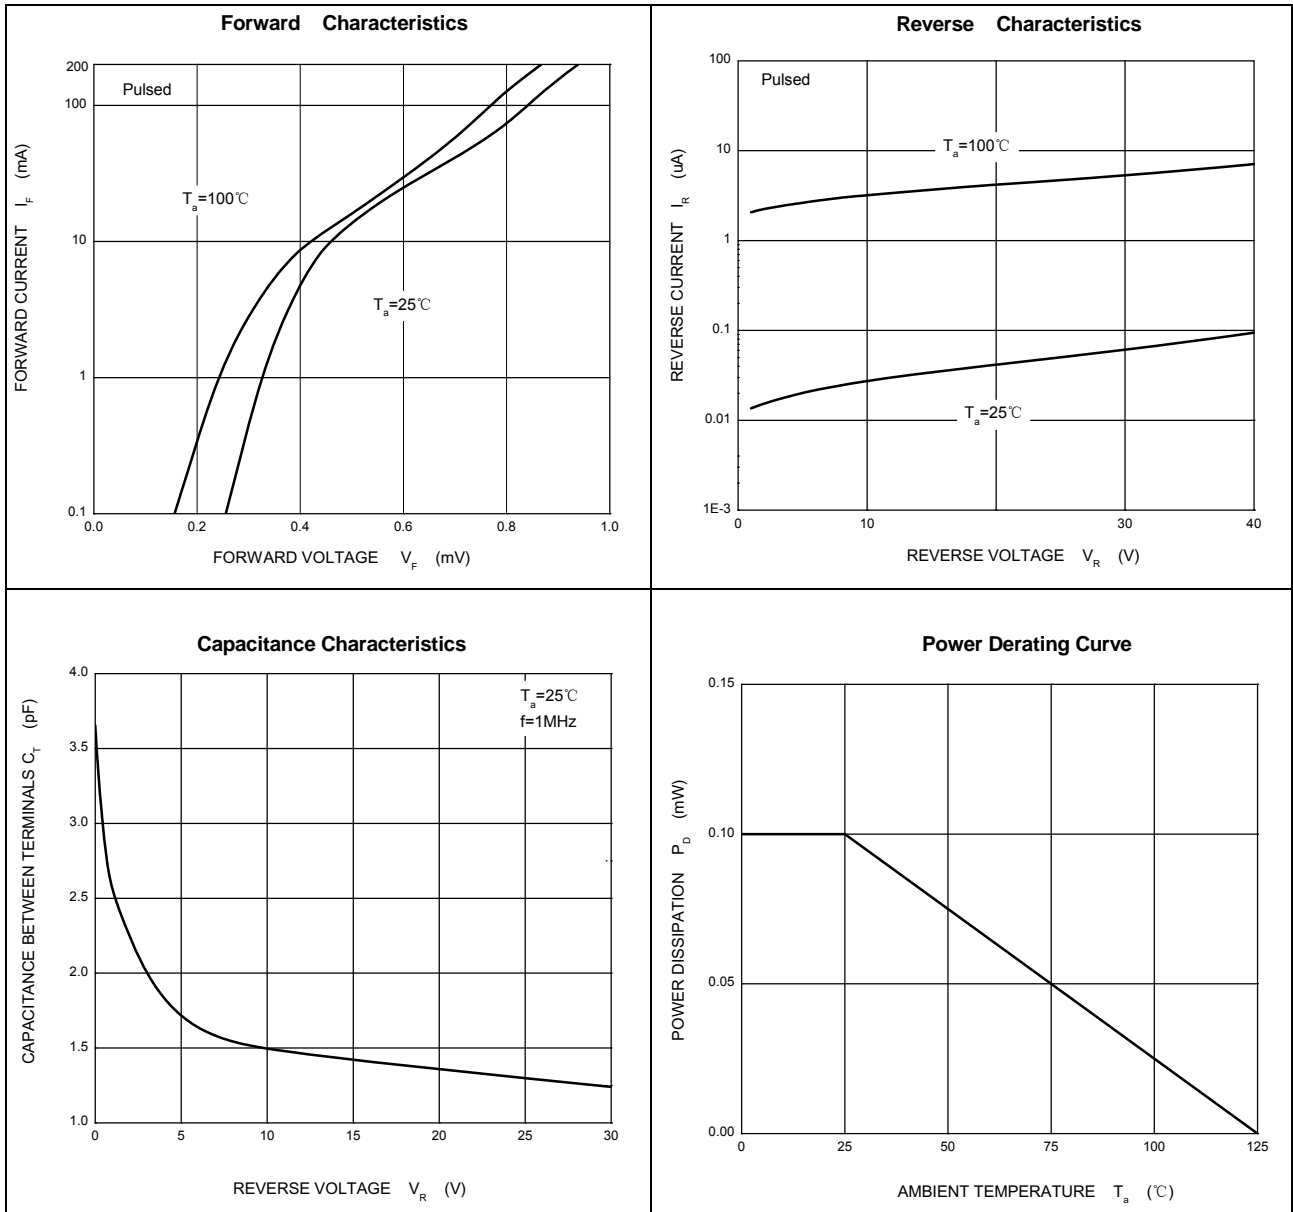 Forward Characteristics
Pulsed
T_a=100℃
T_a=25℃
FORWARD CURRENT I_F (mA)
200
100
10
1
0.1
0.0 0.2 0.4 0.6 0.8 1.0
FORWARD VOLTAGE V_F (mV)
Reverse Characteristics
Pulsed
T_a=100℃
T_a=25℃
REVERSE CURRENT I_R (uA)
100
10
1
0.1
0.01
1E-3
0 10 30 40
REVERSE VOLTAGE V_R (V)
Capacitance Characteristics
T_a=25℃
f=1MHz
CAPACITANCE BETWEEN TERMINALS C_T (pF)
4.0
3.5
3.0
2.5
2.0
1.5
1.0
0 5 10 15 20 25 30
REVERSE VOLTAGE V_R (V)
Power Derating Curve
POWER DISSIPATION P_D (mW)
0.15
0.10
0.05
0.00
0 25 50 75 100 125
AMBIENT TEMPERATURE T_a (℃)